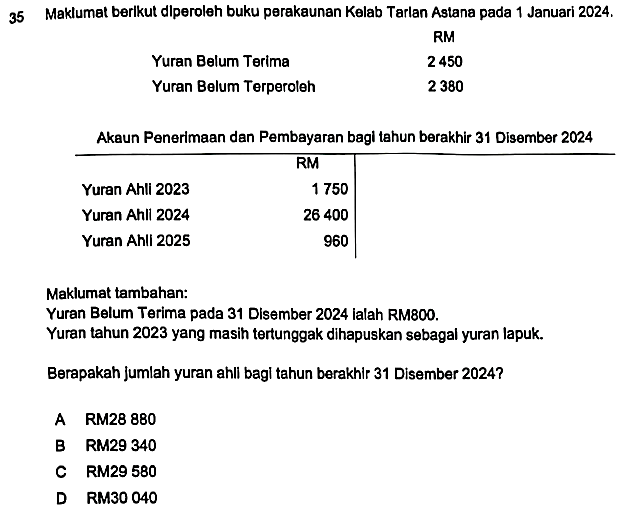 35 Maklumat berikut diperoleh buku perakaunan Kelab Tarian Astana pada 1 Januari 2024.
RM
Yuran Belum Terima 2 450
Yuran Belum Terperoleh 2 380
Akaun Penerimaan dan Pembayaran bagi tahun berakhir 31 Disember 2024
RM
Yuran Ahli 2023 1 750
Yuran Ahli 2024 26 400
Yuran Ahli 2025 960
Maklumat tambahan:
Yuran Belum Terima pada 31 Disember 2024 ialah RM800.
Yuran tahun 2023 yang masih tertunggak dihapuskan sebagai yuran lapuk.
Berapakah jumlah yuran ahli bagi tahun berakhir 31 Disember 2024?
A RM28 880
B RM29 340
C RM29 580
D RM30 040